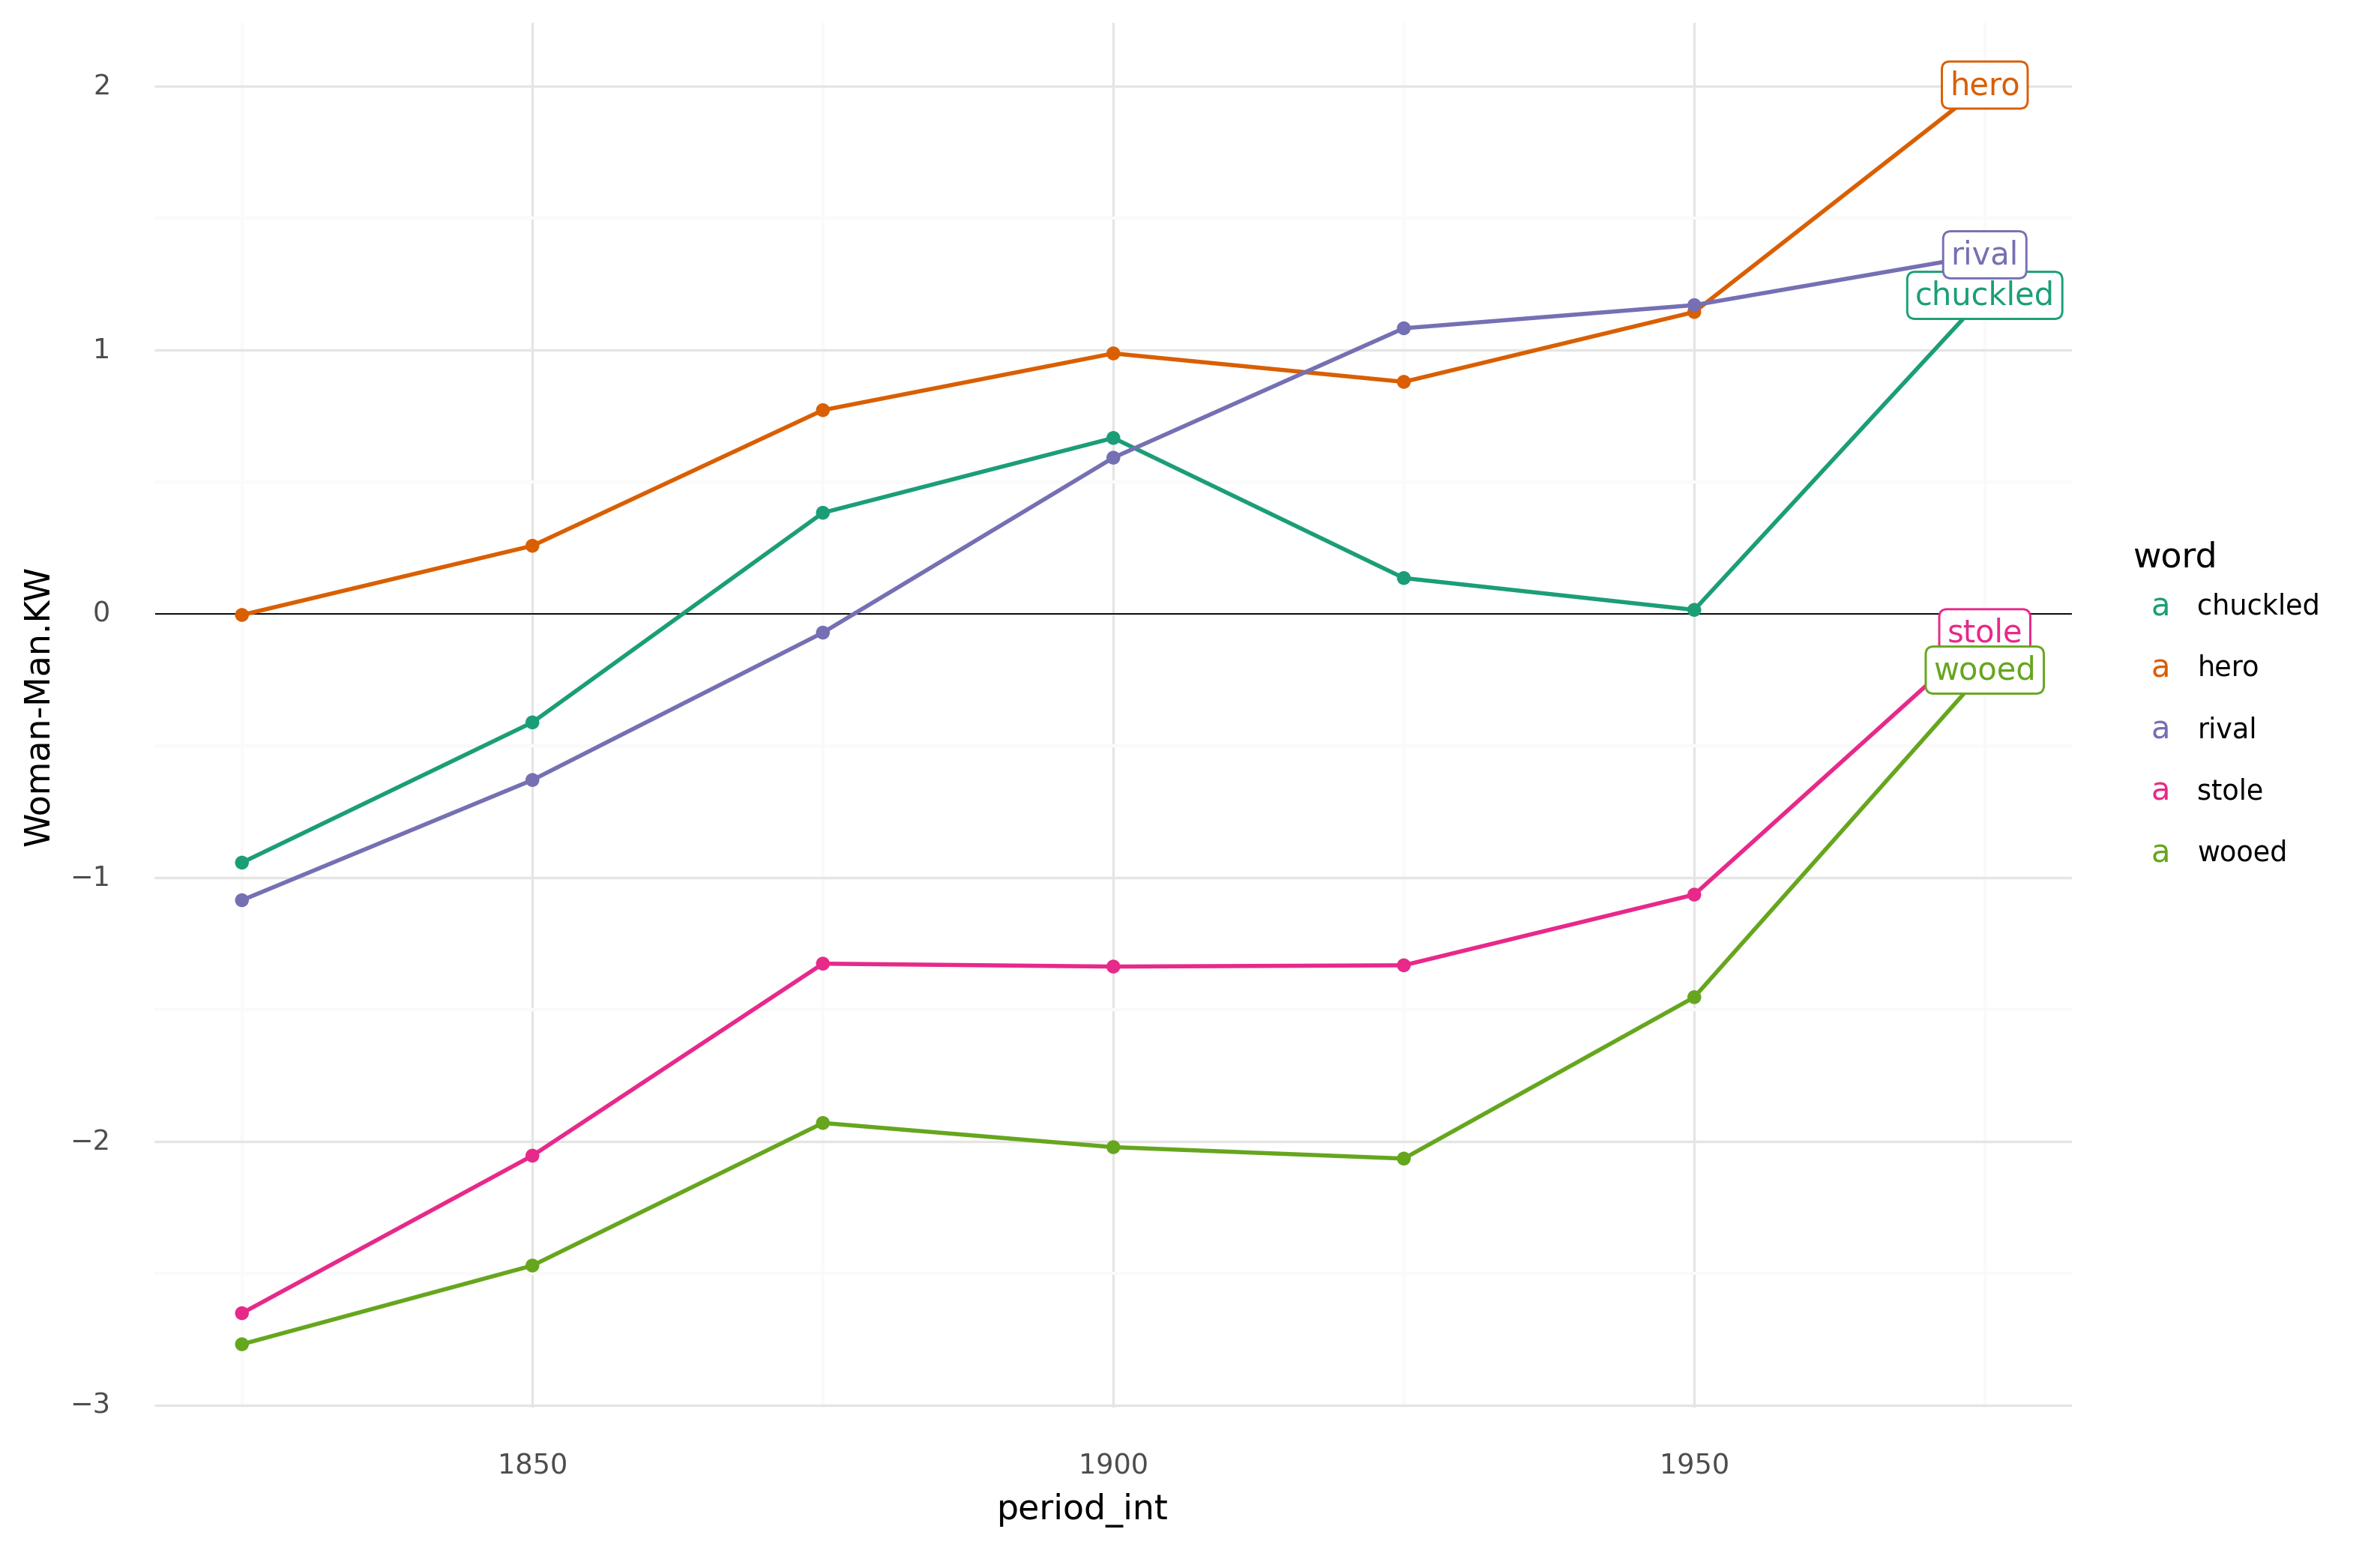 2
1
0
−1
−2
−3
Woman-Man.KW
hero
rival
chuckled
stole
wooed
1850
1900
1950
period_int
word
a chuckled
a hero
a rival
a stole
a wooed